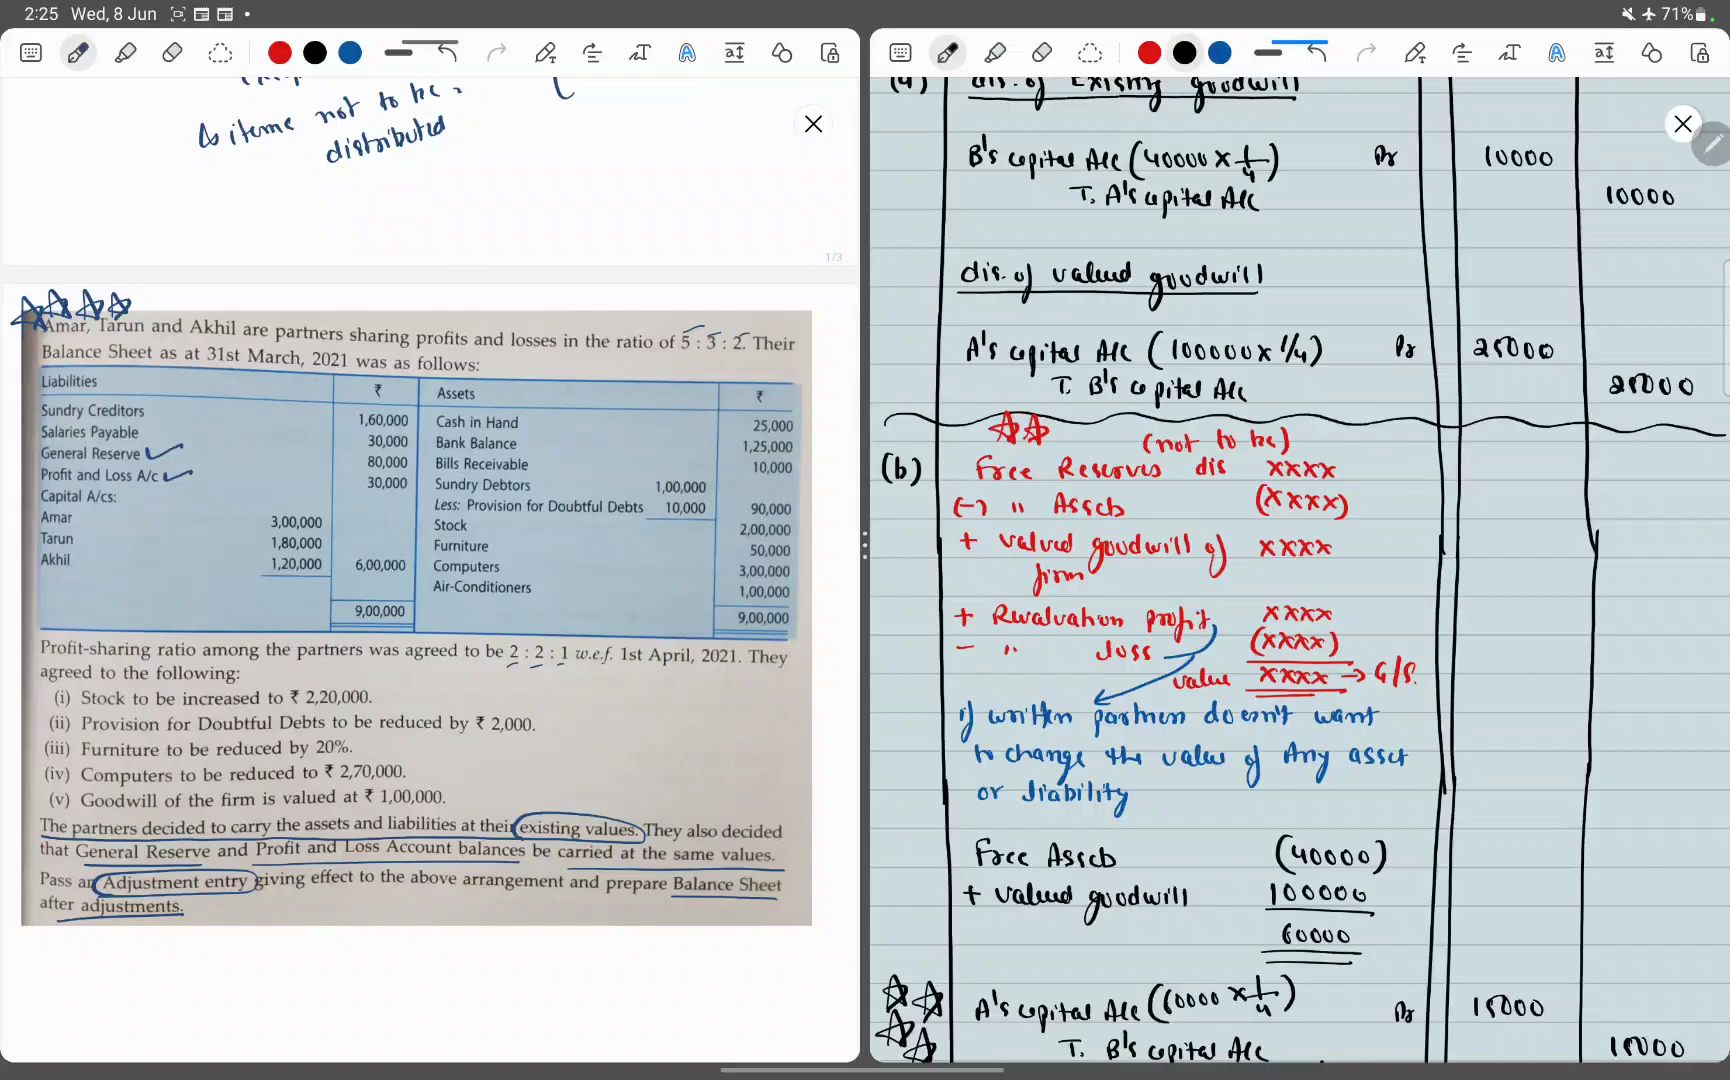 2:25 Wed, 8 Jun
71%
not to be
items not to be
distributed
1/3
Amar, Tarun and Akhil are partners sharing profits and losses in the ratio of 5 : 3 : 2. Their
Balance Sheet as at 31st March, 2021 was as follows:
Liabilities ₹ Assets ₹
Sundry Creditors 1,60,000 Cash in Hand 25,000
Salaries Payable 30,000 Bank Balance 1,25,000
General Reserve 80,000 Bills Receivable 10,000
Profit and Loss A/c 30,000 Sundry Debtors 1,00,000
Capital A/cs: Less: Provision for Doubtful Debts 10,000 90,000
Amar 3,00,000 Stock 2,00,000
Tarun 1,80,000 Furniture 50,000
Akhil 1,20,000 6,00,000 Computers 3,00,000
Air-Conditioners 1,00,000
9,00,000 9,00,000
Profit-sharing ratio among the partners was agreed to be 2 : 2 : 1 w.e.f. 1st April, 2021. They
agreed to the following:
(i) Stock to be increased to ₹ 2,20,000.
(ii) Provision for Doubtful Debts to be reduced by ₹ 2,000.
(iii) Furniture to be reduced by 20%.
(iv) Computers to be reduced to ₹ 2,70,000.
(v) Goodwill of the firm is valued at ₹ 1,00,000.
The partners decided to carry the assets and liabilities at their existing values. They also decided
that General Reserve and Profit and Loss Account balances be carried at the same values.
Pass an Adjustment entry giving effect to the above arrangement and prepare Balance Sheet
after adjustments.
(a) dis. of Existing goodwill
B's capital A/c (40000 x 1/4) Dr 10000
To A's capital A/c 10000
dis. of valued goodwill
A's capital A/c (100000 x 1/4) Dr 25000
To B's capital A/c 25000
(not to be)
(b) Free Reserves dis xxxx
(-) " Assets (xxxx)
+ valued goodwill of xxxx
firm
+ Revaluation profit xxxx
- " loss (xxxx)
value xxxx → G/S.
if written partners doesn't want
to change the value of Any asset
or liability
Free Assets (40000)
+ valued goodwill 100000
60000
A's capital A/c (60000 x 1/4) Dr 15000
To B's capital A/c 15000